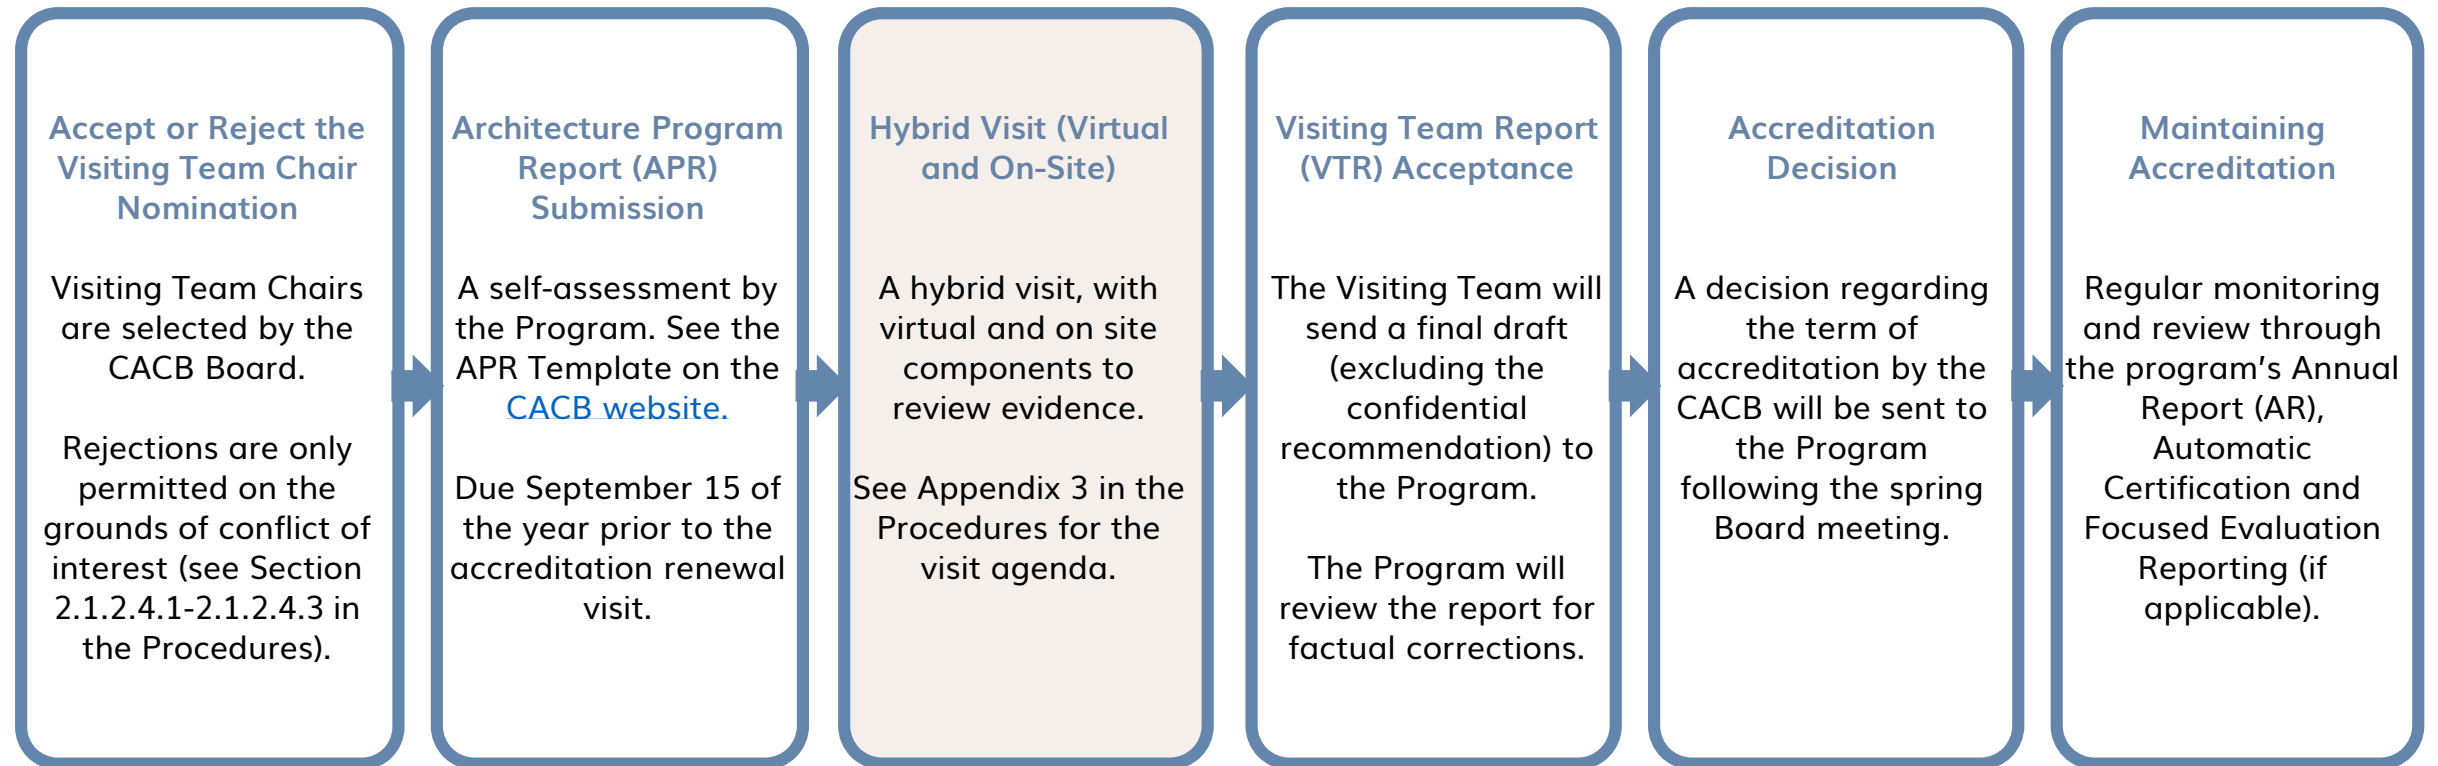 Accept or Reject the
Visiting Team Chair
Nomination
Visiting Team Chairs
are selected by the
CACB Board.
Rejections are only
permitted on the
grounds of conflict of
interest (see Section
2.1.2.4.1-2.1.2.4.3 in
the Procedures).
Architecture Program
Report (APR)
Submission
A self-assessment by
the Program. See the
APR Template on the
CACB website.
Due September 15 of
the year prior to the
accreditation renewal
visit.
Hybrid Visit (Virtual
and On-Site)
A hybrid visit, with
virtual and on site
components to
review evidence.
See Appendix 3 in the
Procedures for the
visit agenda.
Visiting Team Report
(VTR) Acceptance
The Visiting Team will
send a final draft
(excluding the
confidential
recommendation) to
the Program.
The Program will
review the report for
factual corrections.
Accreditation
Decision
A decision regarding
the term of
accreditation by the
CACB will be sent to
the Program
following the spring
Board meeting.
Maintaining
Accreditation
Regular monitoring
and review through
the program's Annual
Report (AR),
Automatic
Certification and
Focused Evaluation
Reporting (if
applicable).